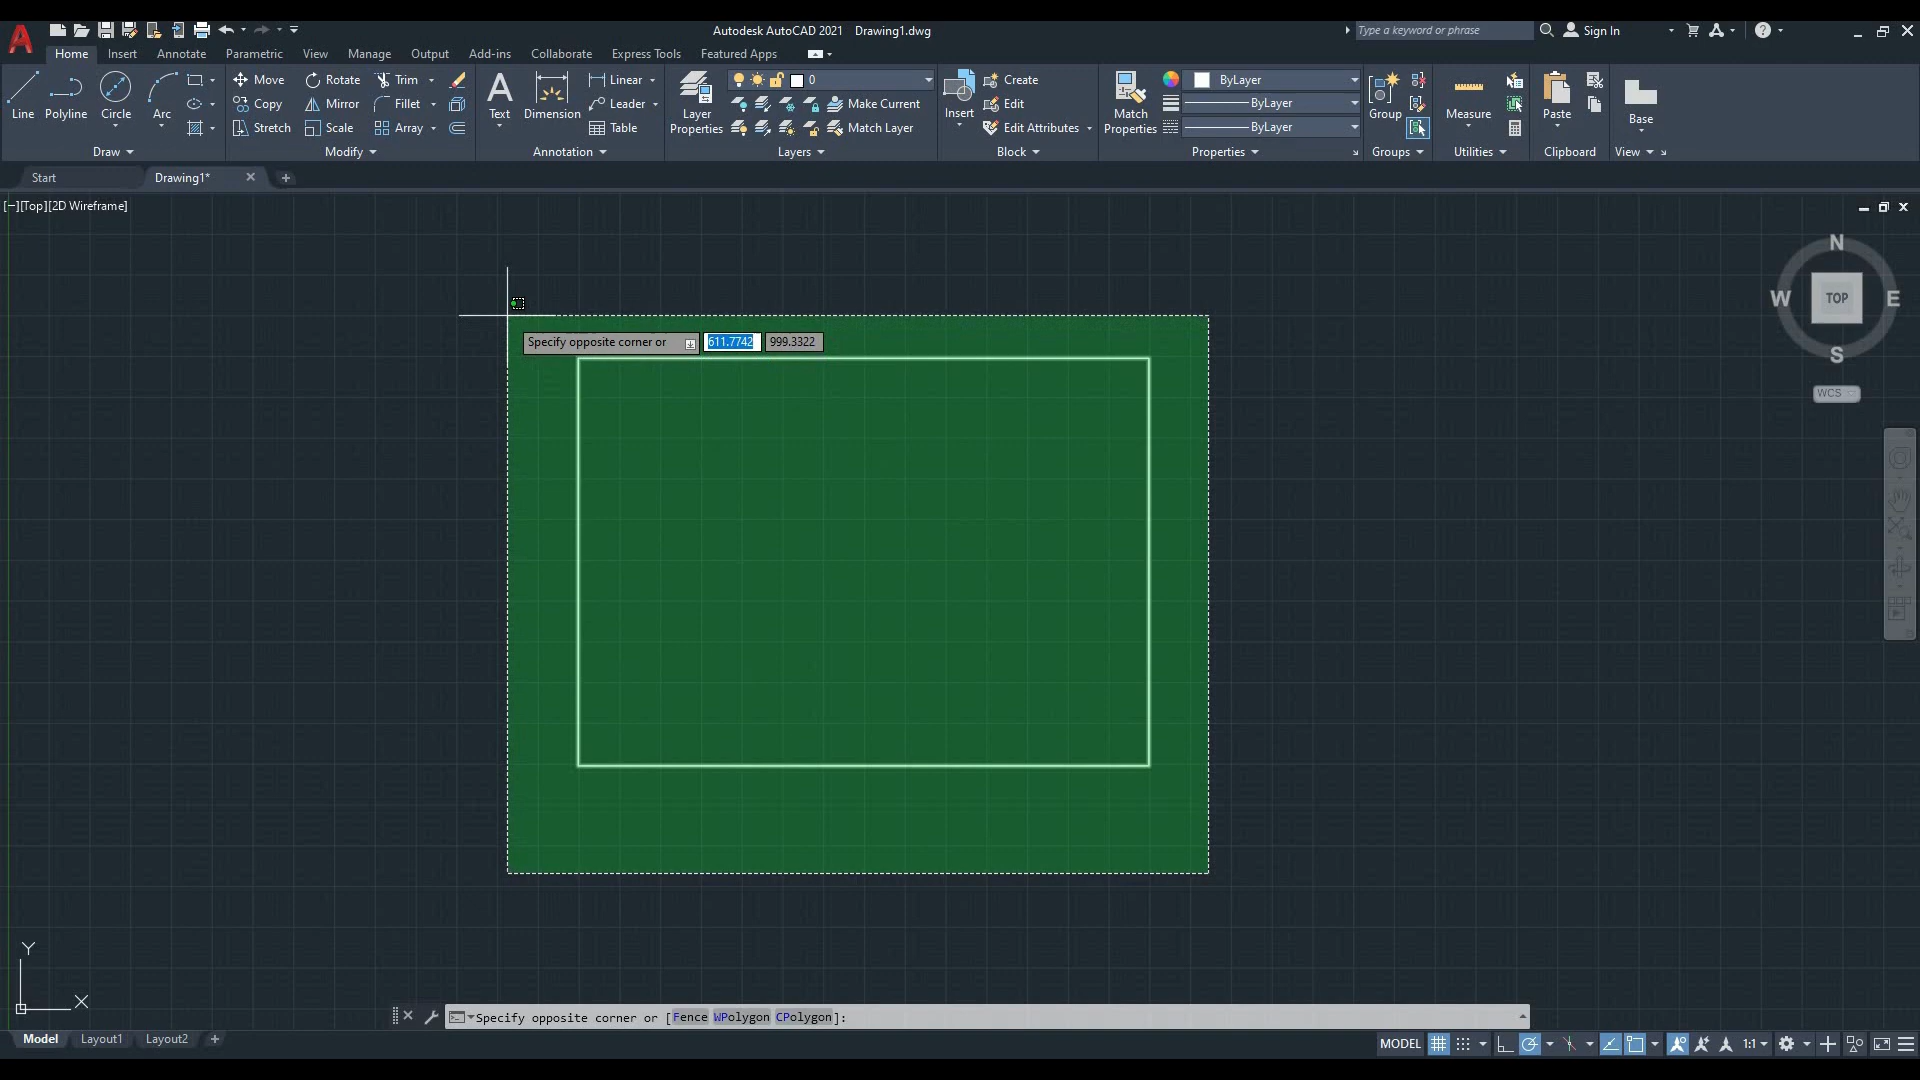 Autodesk AutoCAD 2021 Drawing1.dwg
Type a keyword or phrase
Sign In
Home Insert Annotate Parametric View Manage Output Add-ins Collaborate Express Tools Featured Apps
Line
Polyline
Circle
Arc
Move
Rotate
Trim
Copy
Mirror
Fillet
Stretch
Scale
Array
Text
Dimension
Linear
Leader
Table
Layer
Properties
0
Make Current
Match Layer
Insert
Create
Edit
Edit Attributes
Match
Properties
ByLayer
ByLayer
ByLayer
Group
Measure
Paste
Base
Draw
Modify
Annotation
Layers
Block
Properties
Groups
Utilities
Clipboard
View
Start
Drawing1*
[−][Top][2D Wireframe]
N
W
TOP
E
S
WCS
Specify opposite corner or 611.7742 999.3322
Y
X
Specify opposite corner or [Fence WPolygon CPolygon]:
Model Layout1 Layout2
MODEL
1:1